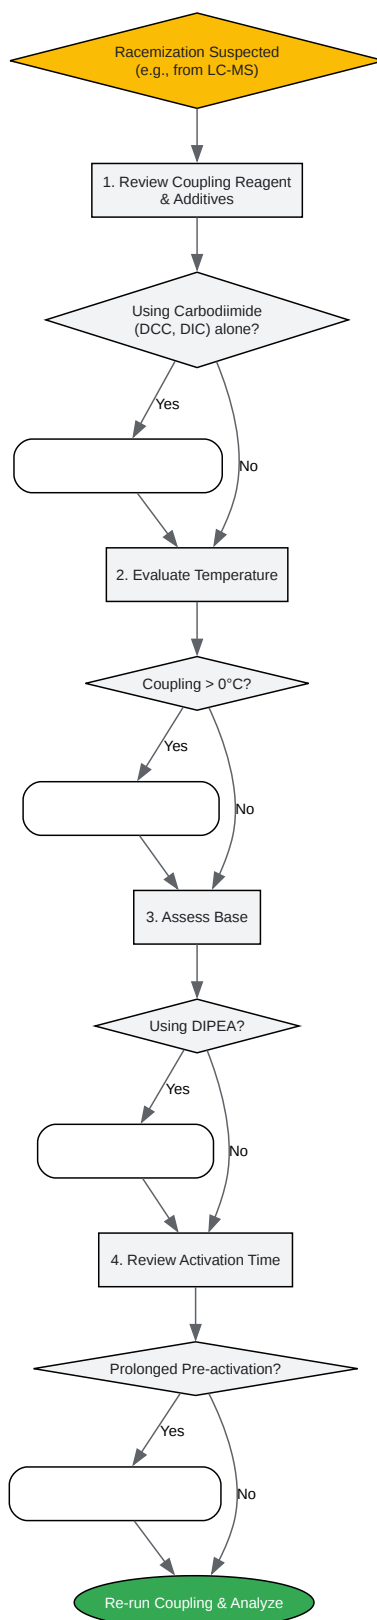 Racemization Suspected
(e.g., from LC-MS)
1. Review Coupling Reagent
& Additives
Using Carbodiimide
(DCC, DIC) alone?
Yes
No
2. Evaluate Temperature
Coupling > 0°C?
Yes
No
3. Assess Base
Using DIPEA?
Yes
No
4. Review Activation Time
Prolonged Pre-activation?
Yes
No
Re-run Coupling & Analyze